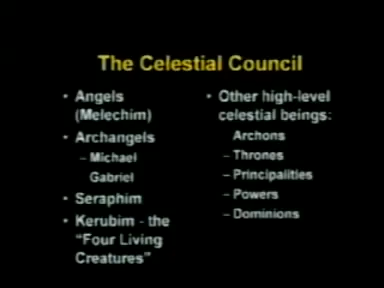 The Celestial Council
• Angels
(Melechim)
• Archangels
– Michael
Gabriel
• Seraphim
• Kerubim - the
"Four Living
Creatures"
• Other high-level
celestial beings:
Archons
– Thrones
– Principalities
– Powers
– Dominions